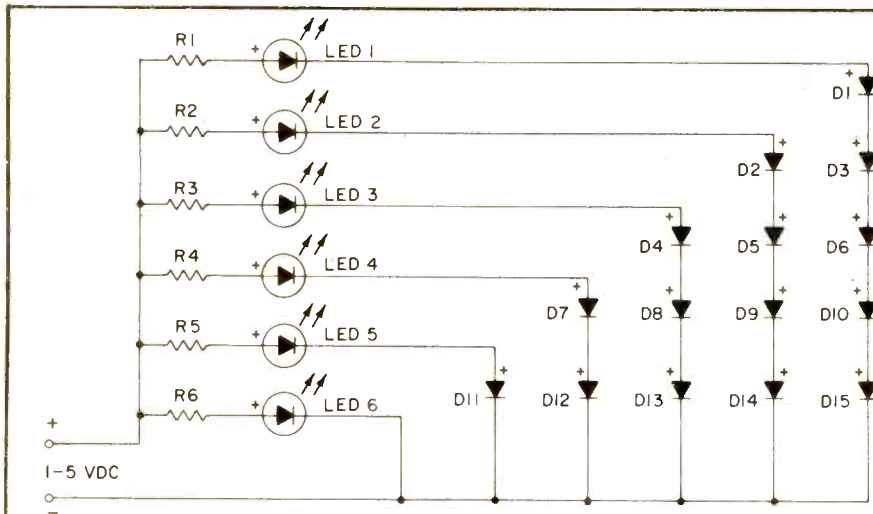 R1
+
LED 1
+
D1
R2
+
LED 2
+
D2
+
D3
R3
+
LED 3
+
D4
+
D5
+
D6
R4
+
LED 4
+
D7
+
D8
+
D9
+
D10
R5
+
LED 5
+
D11
+
D12
+
D13
+
D14
+
D15
R6
+
LED 6
+
1-5 VDC
-